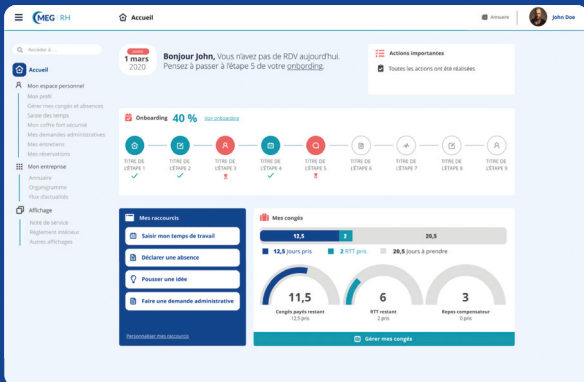 MEG RH
Accueil
Annuaire
John Doe
Accéder à ...
Accueil
Mon espace personnel
Mon profil
Gérer mes congés et absences
Saisie des temps
Mon coffre fort sécurité
Mes demandes administratives
Mes entretiens
Mes réservations
Mon entreprise
Annuaire
Organigramme
Flux d'actualités
Affichage
Note de service
Règlement intérieur
Autres affichages
1 mars
2020
Bonjour John, Vous n'avez pas de RDV aujourd'hui.
Pensez à passer à l'étape 5 de votre onbording.
Actions importantes
Toutes les actions ont été réalisées
Onboarding 40 % Voir onboarding
TITRE DE L'ÉTAPE 1
TITRE DE L'ÉTAPE 2
TITRE DE L'ÉTAPE 3
TITRE DE L'ÉTAPE 4
TITRE DE L'ÉTAPE 5
TITRE DE L'ÉTAPE 6
TITRE DE L'ÉTAPE 7
TITRE DE L'ÉTAPE 8
TITRE DE L'ÉTAPE 9
Mes raccourcis
Saisir mon temps de travail
Déclarer une absence
Pousser une idée
Faire une demande administrative
Personnaliser mes raccourcis
Mes congés
12,5 2 20,5
12,5 Jours pris 2 RTT pris 20,5 Jours à prendre
11,5
Congés payés restant
12,5 pris
6
RTT restant
2 pris
3
Repos compensateur
0 pris
Gérer mes congés